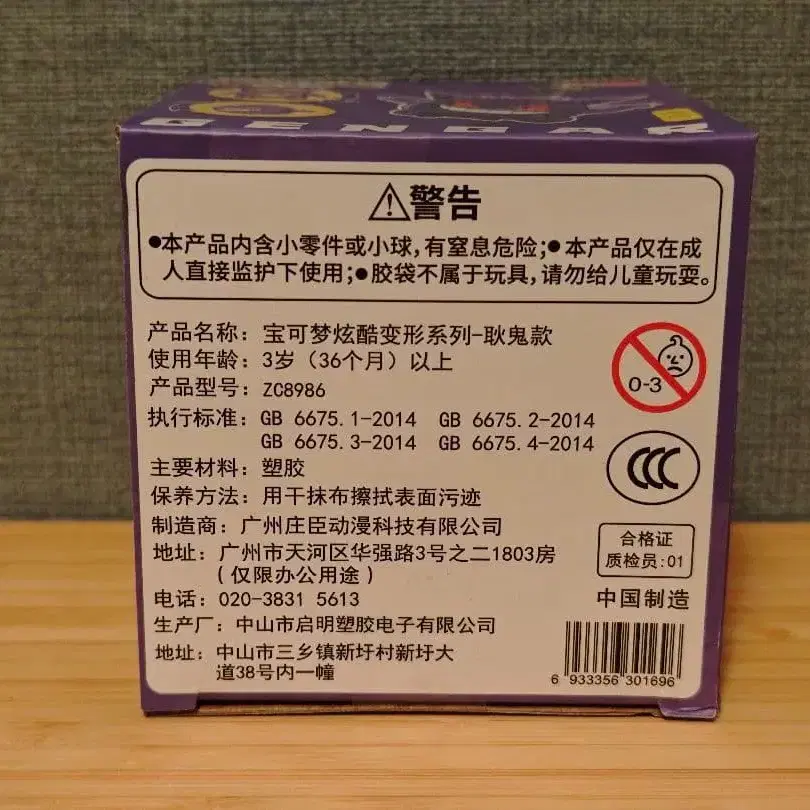 GENGAR
警告
●本产品内含小零件或小球,有窒息危险;●本产品仅在成
人直接监护下使用;●胶袋不属于玩具,请勿给儿童玩耍。
产品名称: 宝可梦炫酷变形系列-耿鬼款
使用年龄: 3岁(36个月)以上
产品型号: ZC8986
执行标准: GB 6675.1-2014 GB 6675.2-2014
GB 6675.3-2014 GB 6675.4-2014
主要材料: 塑胶
保养方法: 用干抹布擦拭表面污迹
制造商: 广州庄臣动漫科技有限公司
地址: 广州市天河区华强路3号之二1803房
(仅限办公用途)
电话: 020-3831 5613
生产厂: 中山市启明塑胶电子有限公司
地址: 中山市三乡镇新圩村新圩大
道38号内一幢
0-3
CCC
合格证
质检员:01
中国制造
6 933356 301696